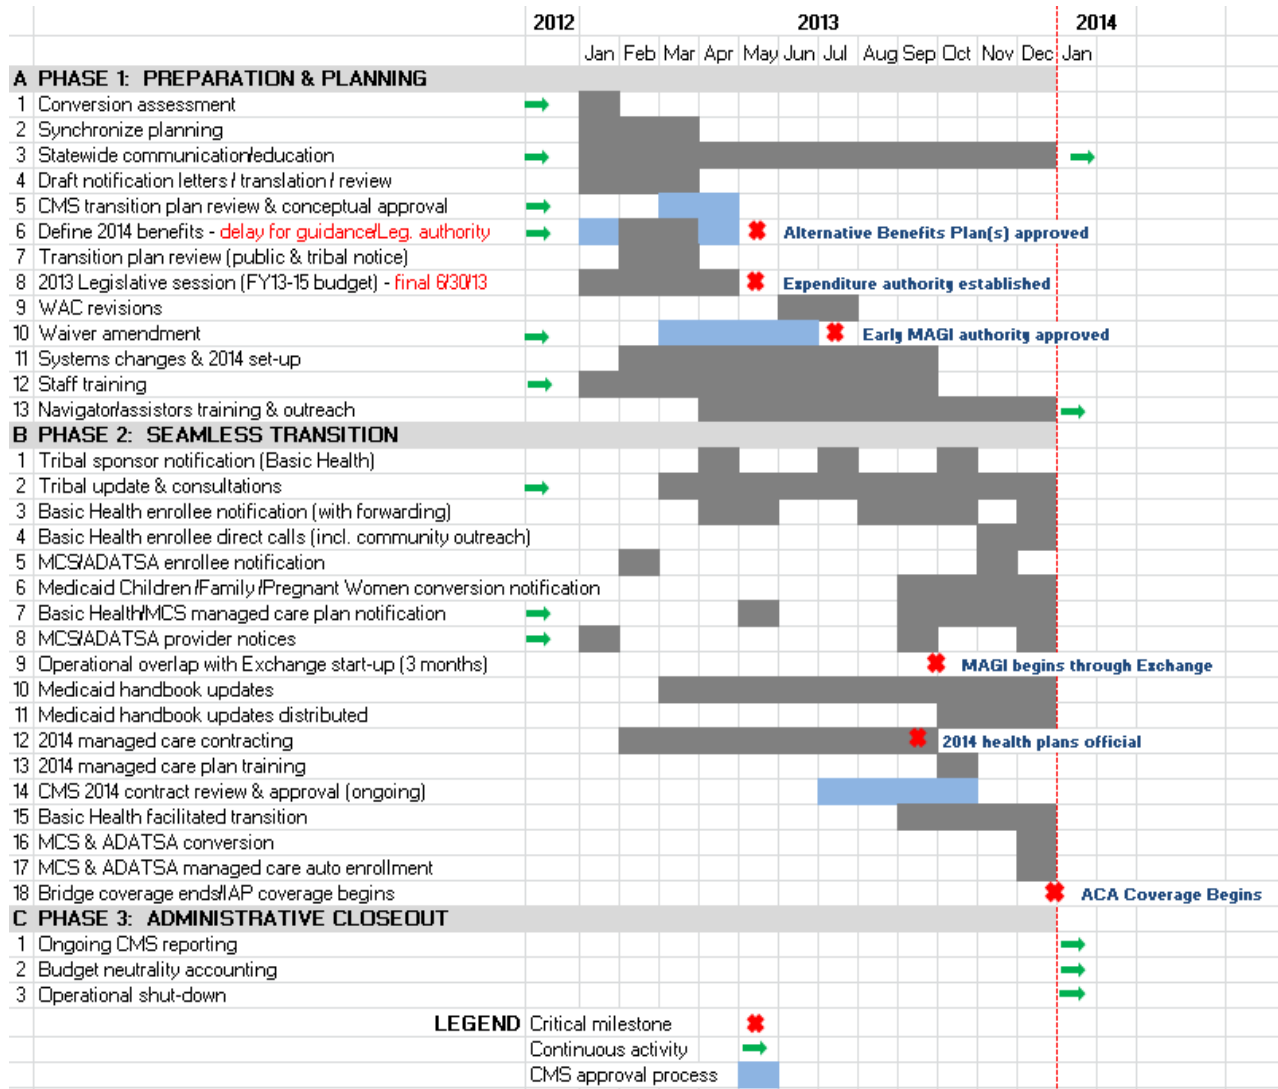 2012 2013 2014
Jan Feb Mar Apr May Jun Jul Aug Sep Oct Nov Dec Jan
A PHASE 1: PREPARATION & PLANNING
1 Conversion assessment
2 Synchronize planning
3 Statewide communication/education
4 Draft notification letters / translation / review
5 CMS transition plan review & conceptual approval
6 Define 2014 benefits - delay for guidance/Leg. authority Alternative Benefits Plan(s) approved
7 Transition plan review (public & tribal notice)
8 2013 Legislative session (FY13-15 budget) - final 6/30/13 Expenditure authority established
9 WAC revisions
10 Waiver amendment Early MAGI authority approved
11 Systems changes & 2014 set-up
12 Staff training
13 Navigator/assistors training & outreach
B PHASE 2: SEAMLESS TRANSITION
1 Tribal sponsor notification (Basic Health)
2 Tribal update & consultations
3 Basic Health enrollee notification (with forwarding)
4 Basic Health enrollee direct calls (incl. community outreach)
5 MCS/ADATSA enrollee notification
6 Medicaid Children/Family/Pregnant Women conversion notification
7 Basic Health/MCS managed care plan notification
8 MCS/ADATSA provider notices
9 Operational overlap with Exchange start-up (3 months) MAGI begins through Exchange
10 Medicaid handbook updates
11 Medicaid handbook updates distributed
12 2014 managed care contracting 2014 health plans official
13 2014 managed care plan training
14 CMS 2014 contract review & approval (ongoing)
15 Basic Health facilitated transition
16 MCS & ADATSA conversion
17 MCS & ADATSA managed care auto enrollment
18 Bridge coverage ends/IAP coverage begins ACA Coverage Begins
C PHASE 3: ADMINISTRATIVE CLOSEOUT
1 Ongoing CMS reporting
2 Budget neutrality accounting
3 Operational shut-down
LEGEND Critical milestone
Continuous activity
CMS approval process